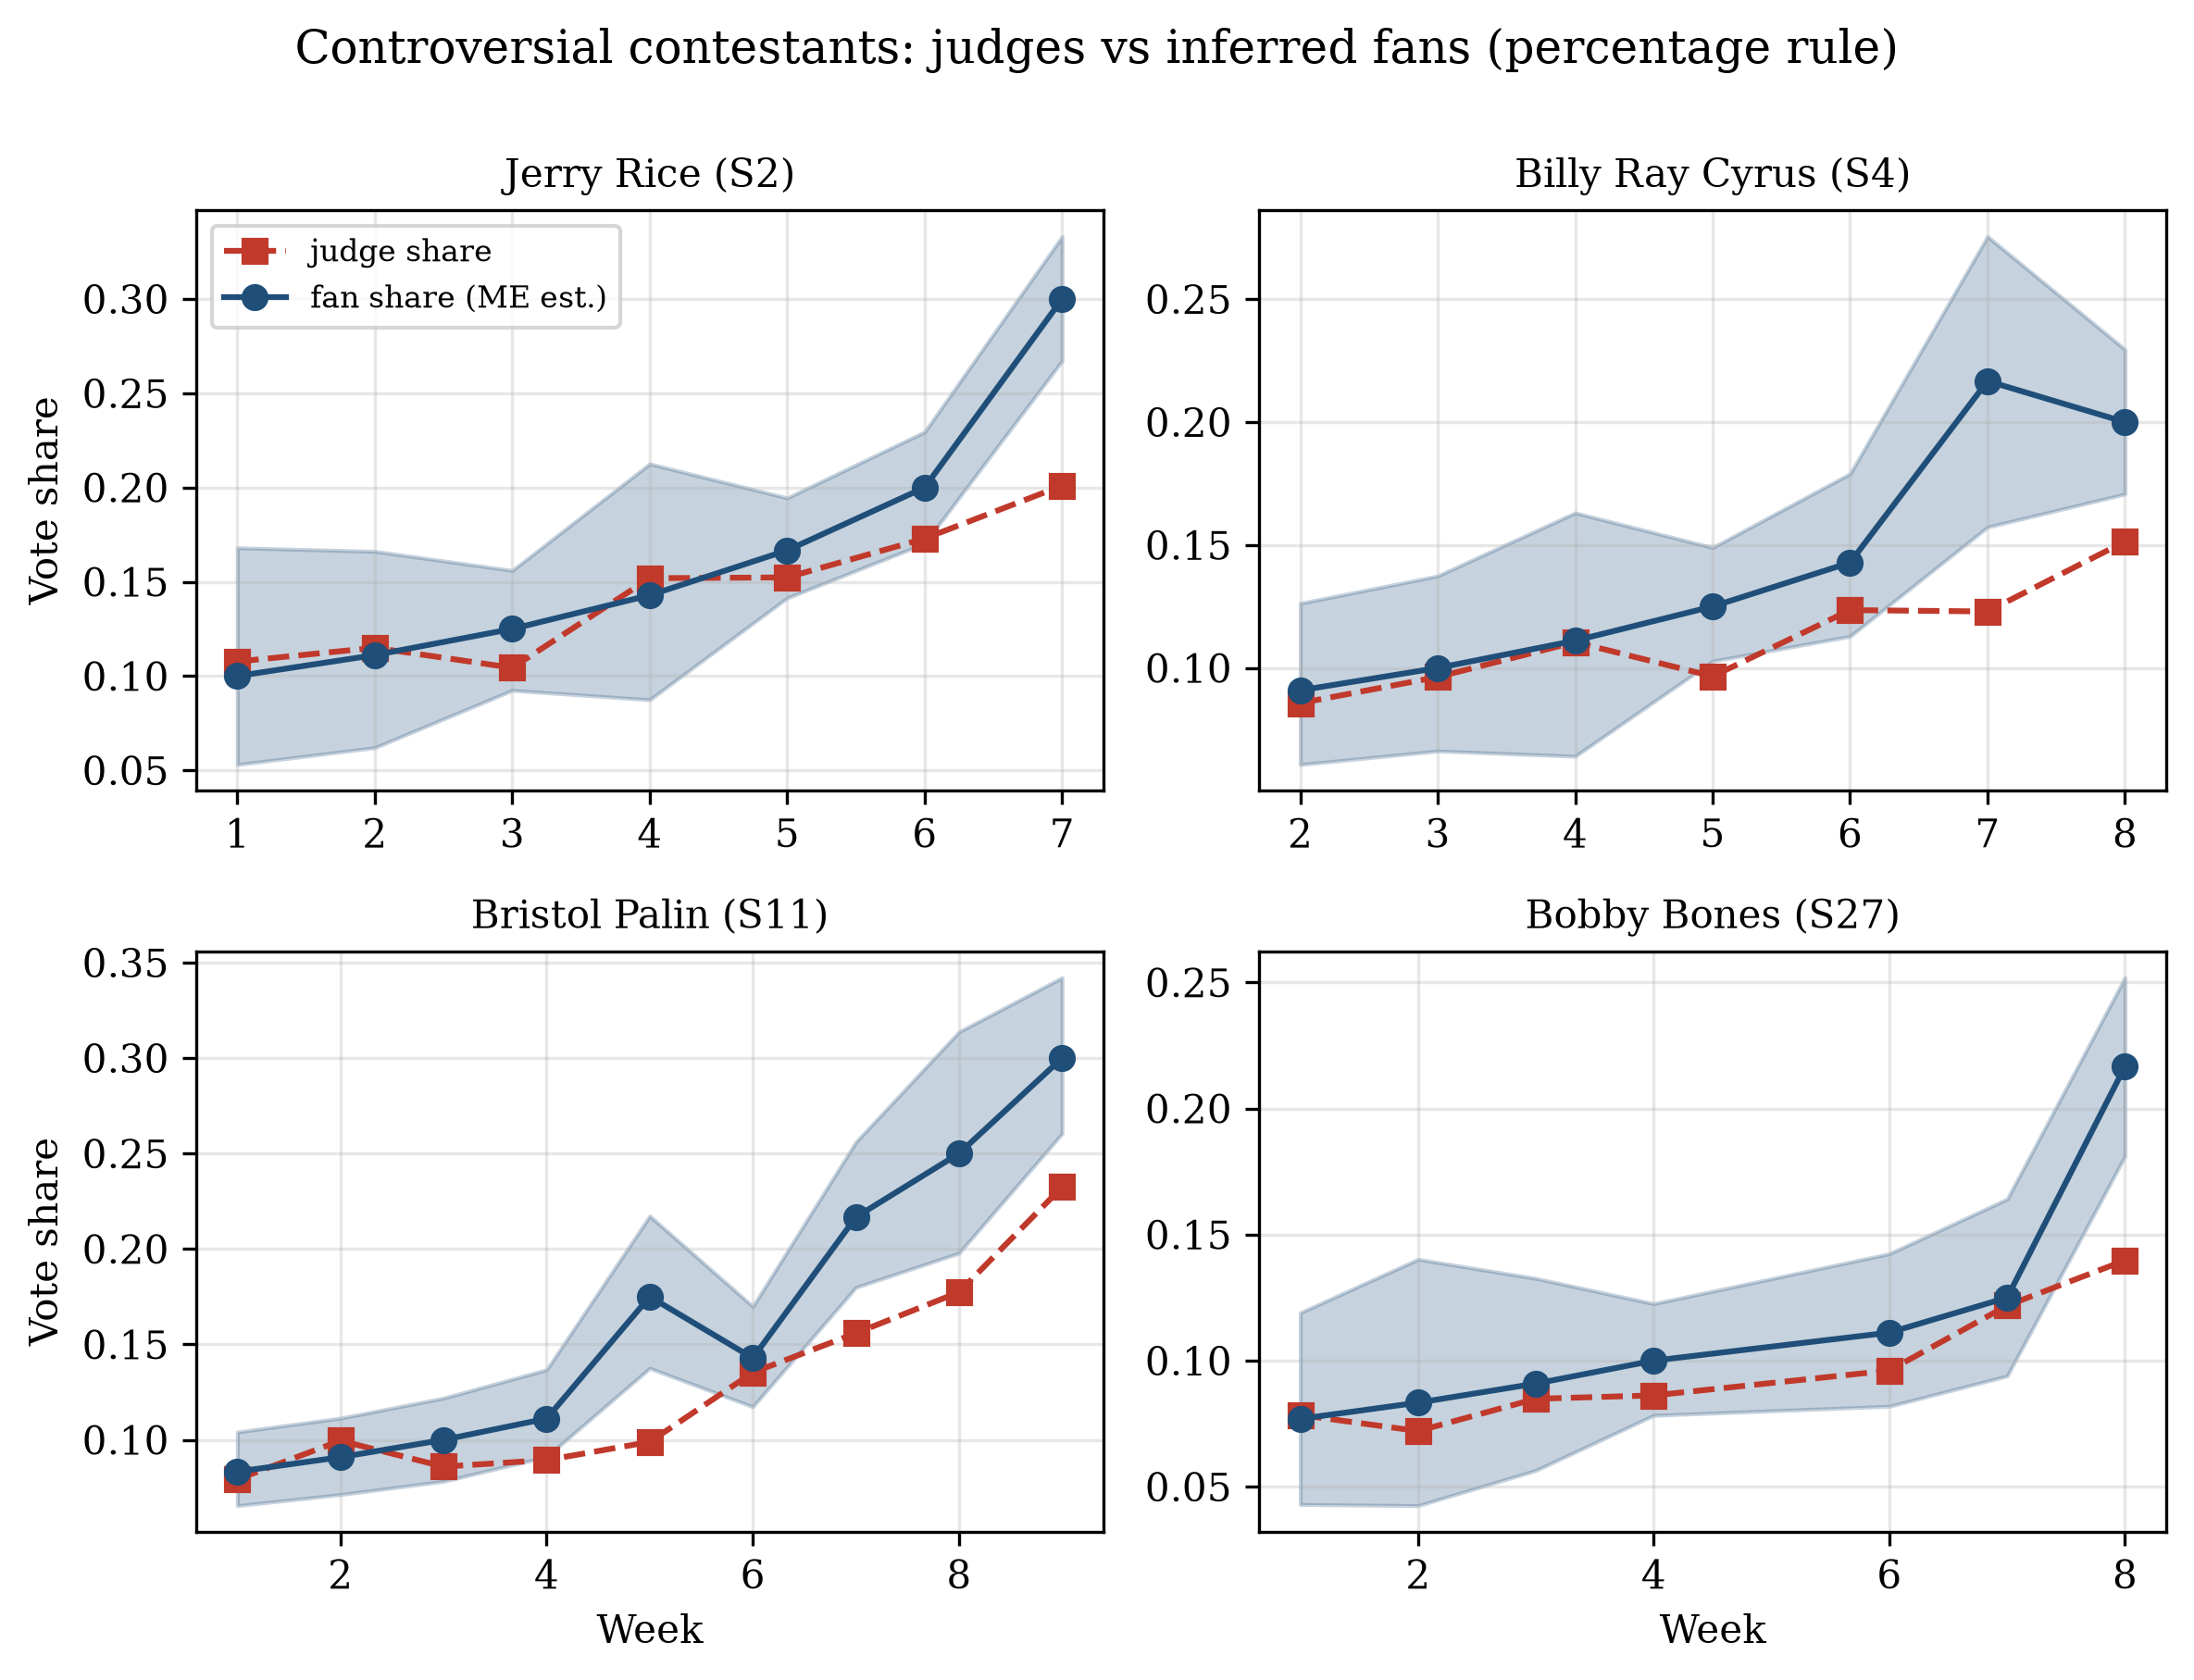 Controversial contestants: judges vs inferred fans (percentage rule)
Jerry Rice (S2)
judge share
fan share (ME est.)
Vote share
0.30
0.25
0.20
0.15
0.10
0.05
1 2 3 4 5 6 7
Billy Ray Cyrus (S4)
0.25
0.20
0.15
0.10
2 3 4 5 6 7 8
Bristol Palin (S11)
Vote share
0.35
0.30
0.25
0.20
0.15
0.10
2 4 6 8
Week
Bobby Bones (S27)
0.25
0.20
0.15
0.10
0.05
2 4 6 8
Week